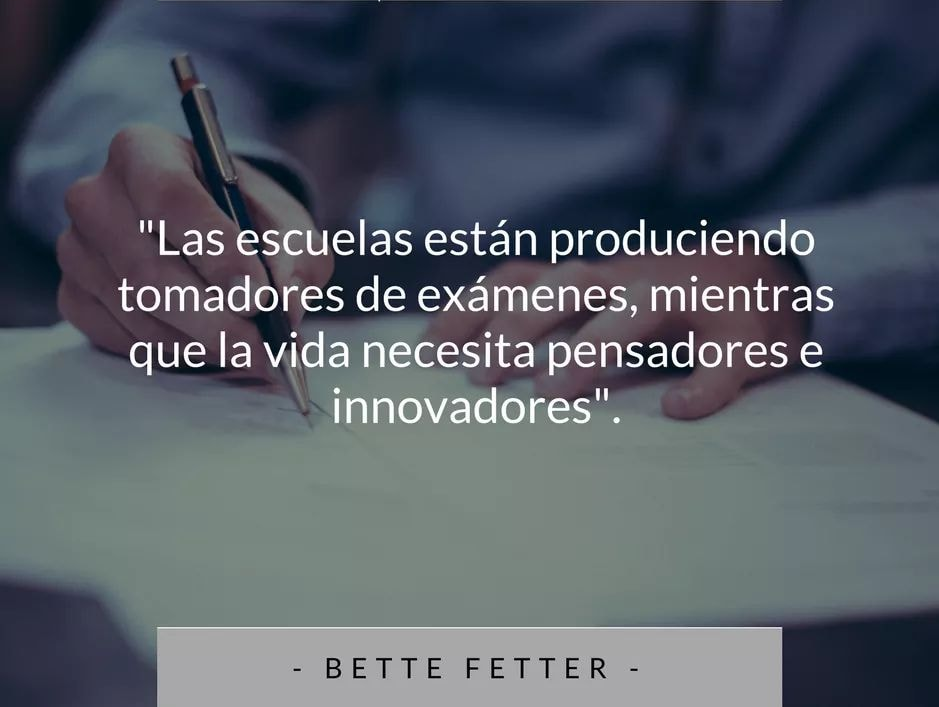 "Las escuelas están produciendo
tomadores de exámenes, mientras
que la vida necesita pensadores e
innovadores".
- BETTE FETTER -